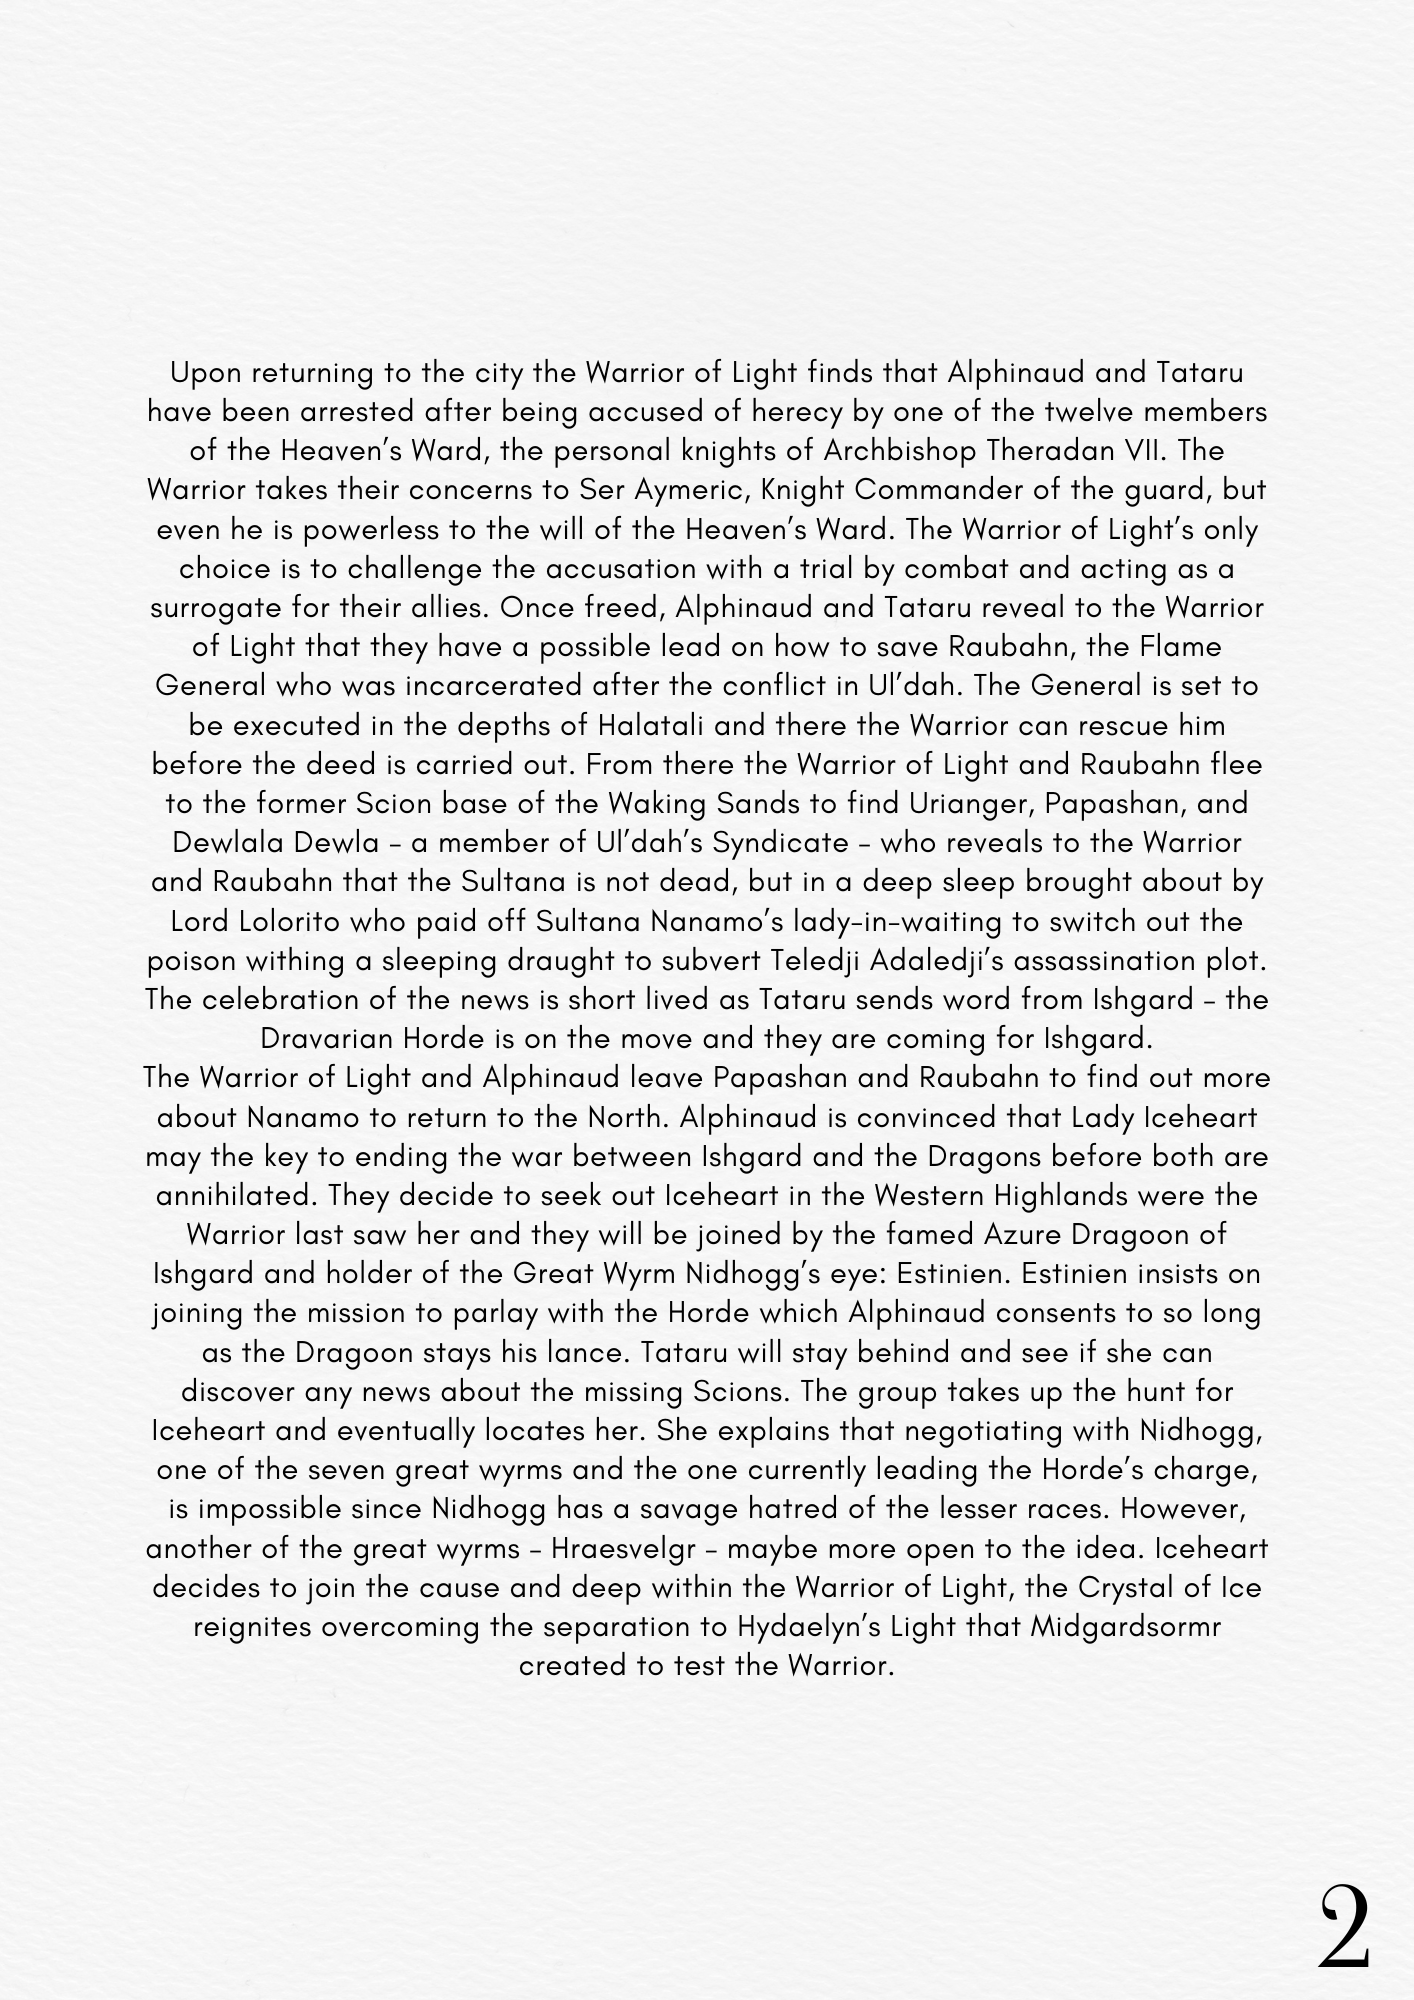 Upon returning to the city the Warrior of Light finds that Alphinaud and Tataru
have been arrested after being accused of herecy by one of the twelve members
of the Heaven’s Ward, the personal knights of Archbishop Theradan VII. The
Warrior takes their concerns to Ser Aymeric, Knight Commander of the guard, but
even he is powerless to the will of the Heaven’s Ward. The Warrior of Light’s only
choice is to challenge the accusation with a trial by combat and acting as a
surrogate for their allies. Once freed, Alphinaud and Tataru reveal to the Warrior
of Light that they have a possible lead on how to save Raubahn, the Flame
General who was incarcerated after the conflict in Ul’dah. The General is set to
be executed in the depths of Halatali and there the Warrior can rescue him
before the deed is carried out. From there the Warrior of Light and Raubahn flee
to the former Scion base of the Waking Sands to find Urianger, Papashan, and
Dewlala Dewla – a member of Ul’dah’s Syndicate – who reveals to the Warrior
and Raubahn that the Sultana is not dead, but in a deep sleep brought about by
Lord Lolorito who paid off Sultana Nanamo’s lady-in-waiting to switch out the
poison withing a sleeping draught to subvert Teledji Adaledji’s assassination plot.
The celebration of the news is short lived as Tataru sends word from Ishgard – the
Dravarian Horde is on the move and they are coming for Ishgard.
The Warrior of Light and Alphinaud leave Papashan and Raubahn to find out more
about Nanamo to return to the North. Alphinaud is convinced that Lady Iceheart
may the key to ending the war between Ishgard and the Dragons before both are
annihilated. They decide to seek out Iceheart in the Western Highlands were the
Warrior last saw her and they will be joined by the famed Azure Dragoon of
Ishgard and holder of the Great Wyrm Nidhogg’s eye: Estinien. Estinien insists on
joining the mission to parlay with the Horde which Alphinaud consents to so long
as the Dragoon stays his lance. Tataru will stay behind and see if she can
discover any news about the missing Scions. The group takes up the hunt for
Iceheart and eventually locates her. She explains that negotiating with Nidhogg,
one of the seven great wyrms and the one currently leading the Horde’s charge,
is impossible since Nidhogg has a savage hatred of the lesser races. However,
another of the great wyrms – Hraesvelgr – maybe more open to the idea. Iceheart
decides to join the cause and deep within the Warrior of Light, the Crystal of Ice
reignites overcoming the separation to Hydaelyn’s Light that Midgardsormr
created to test the Warrior.
2